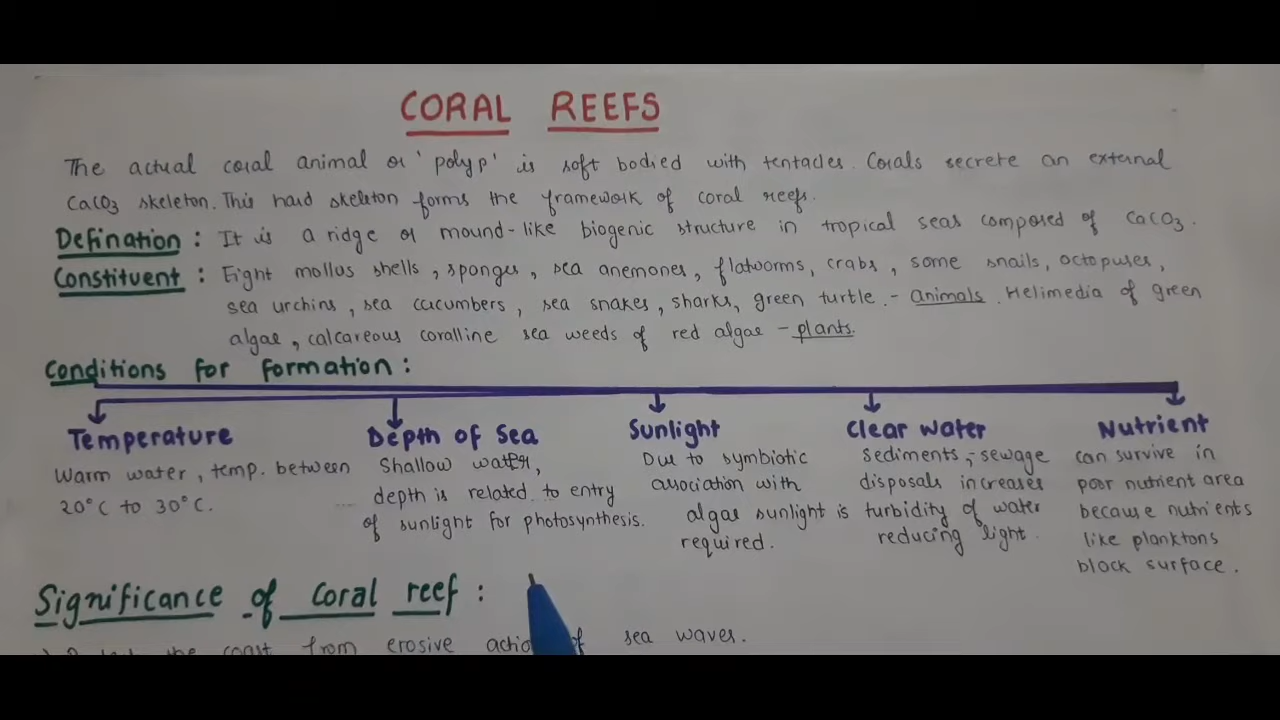 CORAL REEFS
The actual coral animal or 'polyp' is soft bodied with tentacles. Corals secrete an external
CaCO3 skeleton. This hard skeleton forms the framework of coral reefs.
Defination : It is a ridge or mound-like biogenic structure in tropical seas composed of CaCO3.
Constituent : Eight mollus shells, sponges, sea anemones, flatworms, crabs, some snails, octopuses,
sea urchins, sea cucumbers, sea snakes, sharks, green turtle. - animals. Helimedia of green
algae, calcareous coralline sea weeds of red algae - plants.
Conditions for formation :
Temperature
Warm water, temp. between
20°C to 30°C.
Depth of Sea
Shallow water,
depth is related to entry
of sunlight for photosynthesis.
Sunlight
Due to symbiotic
association with
algae sunlight is
required.
Clear water
sediments, sewage
disposals increases
turbidity of water
reducing light.
Nutrient
can survive in
poor nutrient area
because nutrients
like planktons
block surface.
Significance of coral reef :
the coast from erosive of sea waves.